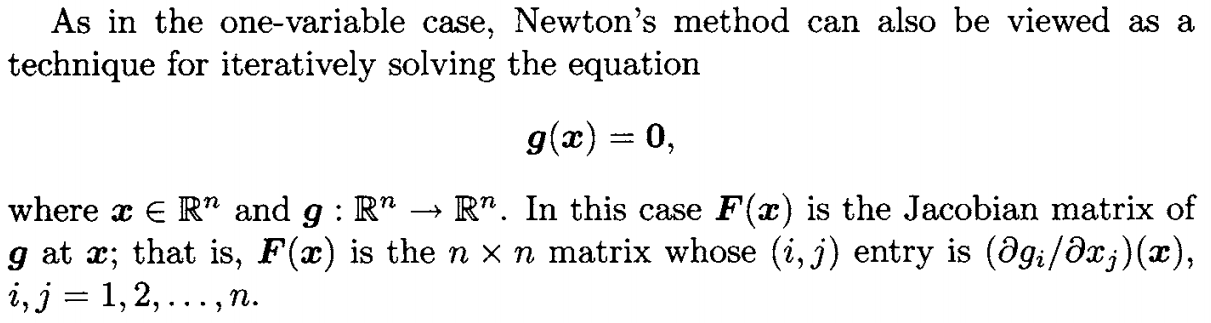 As in the one-variable case, Newton's method can also be viewed as a
technique for iteratively solving the equation
g(x) = 0,
where x ∈ ℝⁿ and g : ℝⁿ → ℝⁿ. In this case F(x) is the Jacobian matrix of
g at x; that is, F(x) is the n × n matrix whose (i, j) entry is (∂gᵢ/∂xⱼ)(x),
i, j = 1, 2, . . . , n.